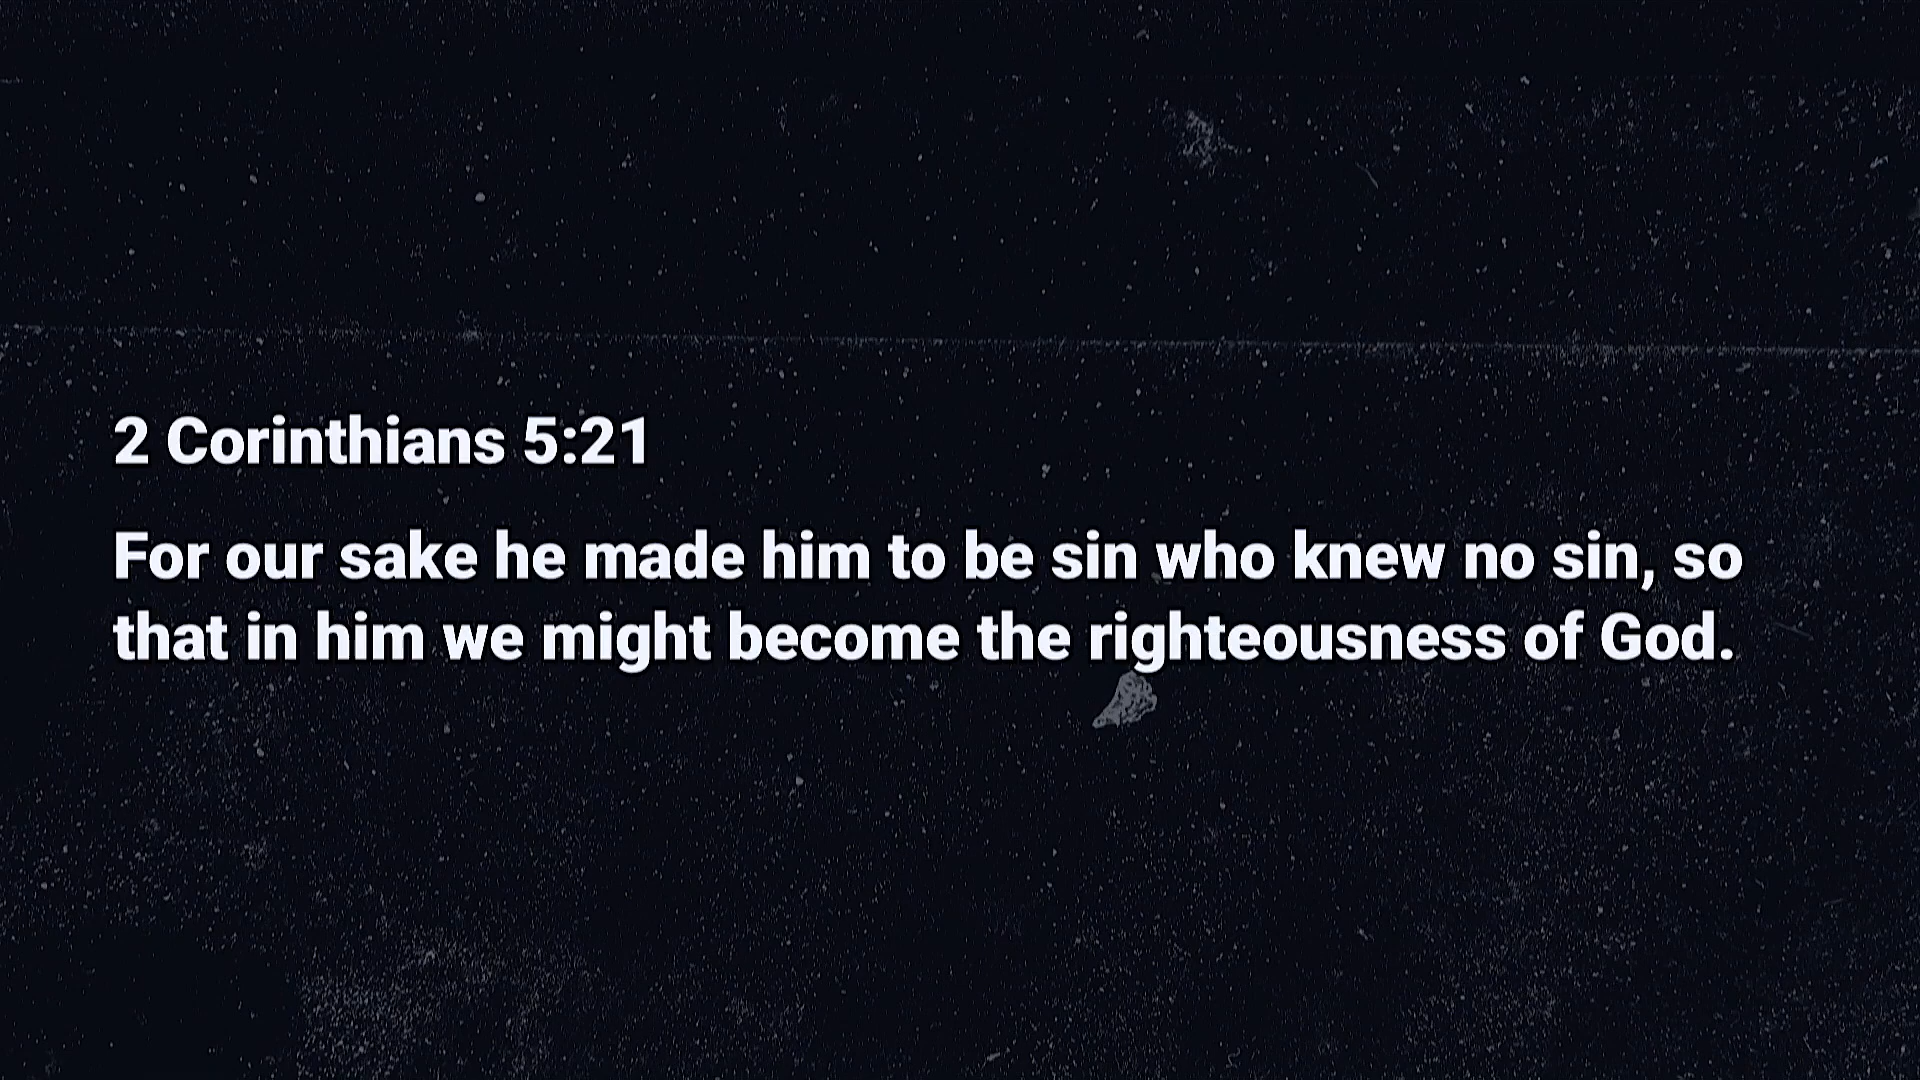 2 Corinthians 5:21
For our sake he made him to be sin who knew no sin, so
that in him we might become the righteousness of God.